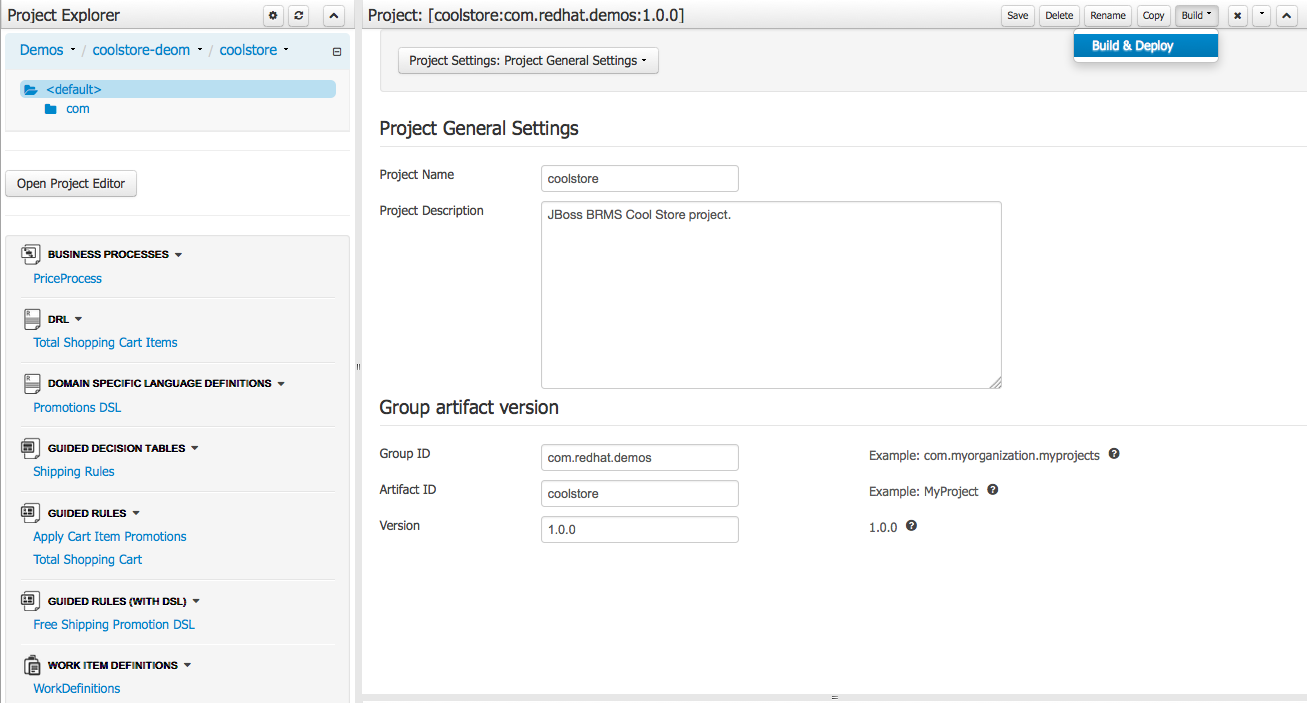 Project Explorer
Demos / coolstore-deom / coolstore
<default>
com
Open Project Editor
BUSINESS PROCESSES
PriceProcess
DRL
Total Shopping Cart Items
DOMAIN SPECIFIC LANGUAGE DEFINITIONS
Promotions DSL
GUIDED DECISION TABLES
Shipping Rules
GUIDED RULES
Apply Cart Item Promotions
Total Shopping Cart
GUIDED RULES (WITH DSL)
Free Shipping Promotion DSL
WORK ITEM DEFINITIONS
WorkDefinitions
Project: [coolstore:com.redhat.demos:1.0.0]
Save Delete Rename Copy Build
Build & Deploy
Project Settings: Project General Settings
Project General Settings
Project Name coolstore
Project Description JBoss BRMS Cool Store project.
Group artifact version
Group ID com.redhat.demos Example: com.myorganization.myprojects
Artifact ID coolstore Example: MyProject
Version 1.0.0 1.0.0